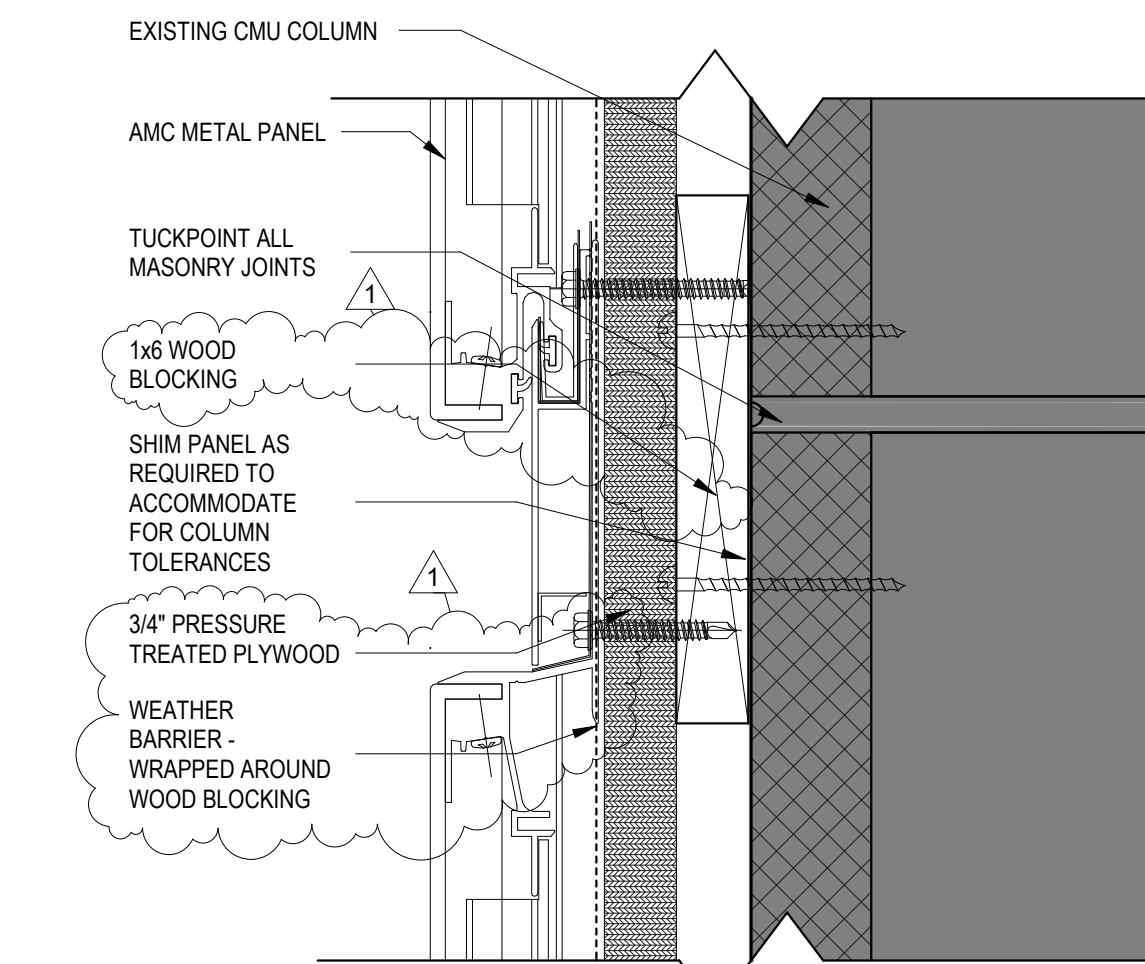 EXISTING CMU COLUMN
AMC METAL PANEL
TUCKPOINT ALL
MASONRY JOINTS
1
1x6 WOOD
BLOCKING
SHIM PANEL AS
REQUIRED TO
ACCOMMODATE
FOR COLUMN
TOLERANCES
1
3/4" PRESSURE
TREATED PLYWOOD
WEATHER
BARRIER -
WRAPPED AROUND
WOOD BLOCKING